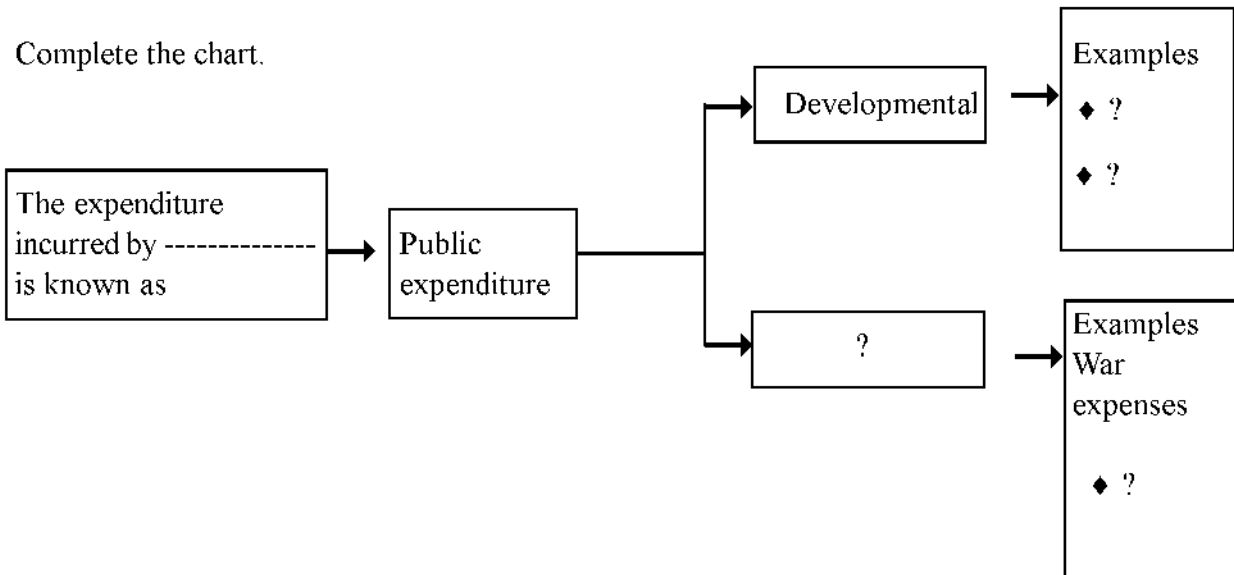 Complete the chart.
The expenditure
incurred by --------------
is known as
Public
expenditure
Developmental
Examples
♦ ?
♦ ?
?
Examples
War
expenses
♦ ?